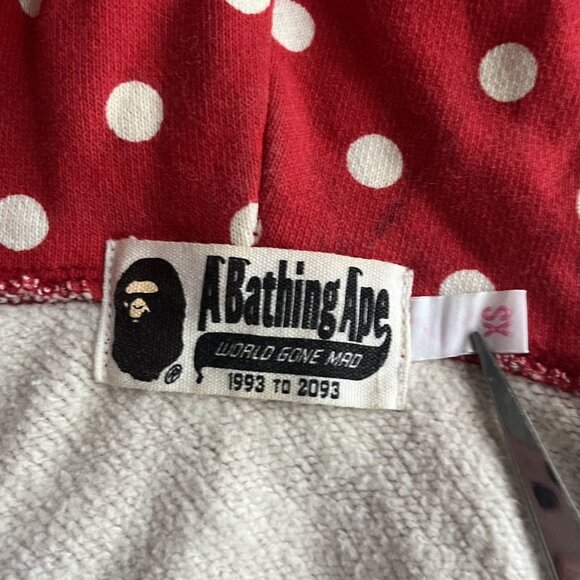 A Bathing Ape
WORLD GONE MAD
1993 TO 2093
®
XS